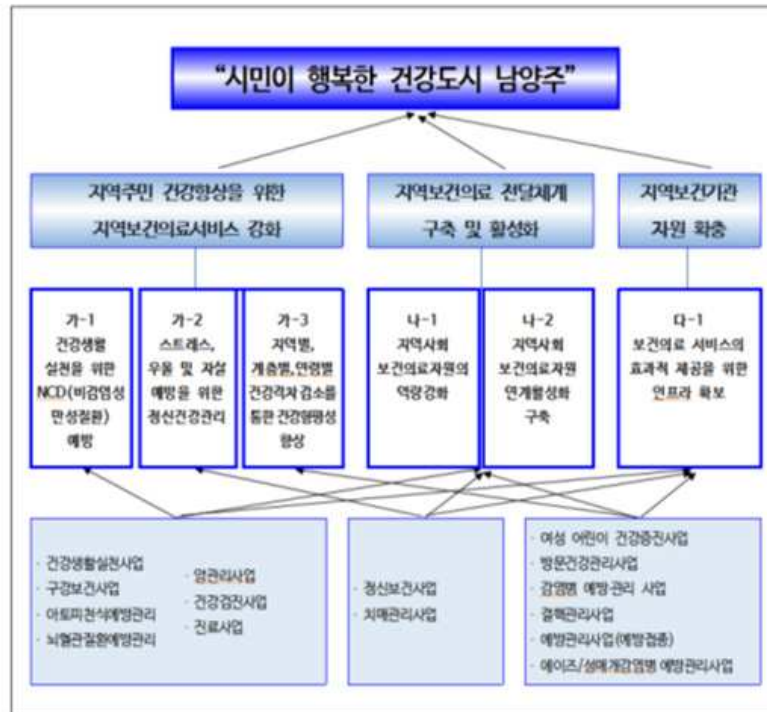 “시민이 행복한 건강도시 남양주”
지역주민 건강향상을 위한
지역보건의료서비스 강화
지역보건의료 전달체계
구축 및 활성화
지역보건기관
자원 확충
가-1
건강생활
실천을 위한
NCD(비감염성
만성질환)
예방
가-2
스트레스,
우울 및 자살
예방을 위한
정신건강관리
가-3
지역별,
계층별,연령별
건강격차 감소를
통한 건강형평성
향상
나-1
지역사회
보건의료자원의
역량강화
나-2
지역사회
보건의료자원
연계활성화
구축
다-1
보건의료 서비스의
효과적 제공을 위한
인프라 확보
· 건강생활실천사업
· 구강보건사업
· 아토피천식예방관리
· 뇌혈관질환예방관리
· 암관리사업
· 건강검진사업
· 진료사업
· 정신보건사업
· 치매관리사업
· 여성 어린이 건강증진사업
· 방문건강관리사업
· 감염병 예방관리 사업
· 결핵관리사업
· 예방관리사업(예방접종)
· 에이즈/성매개감염병 예방관리사업